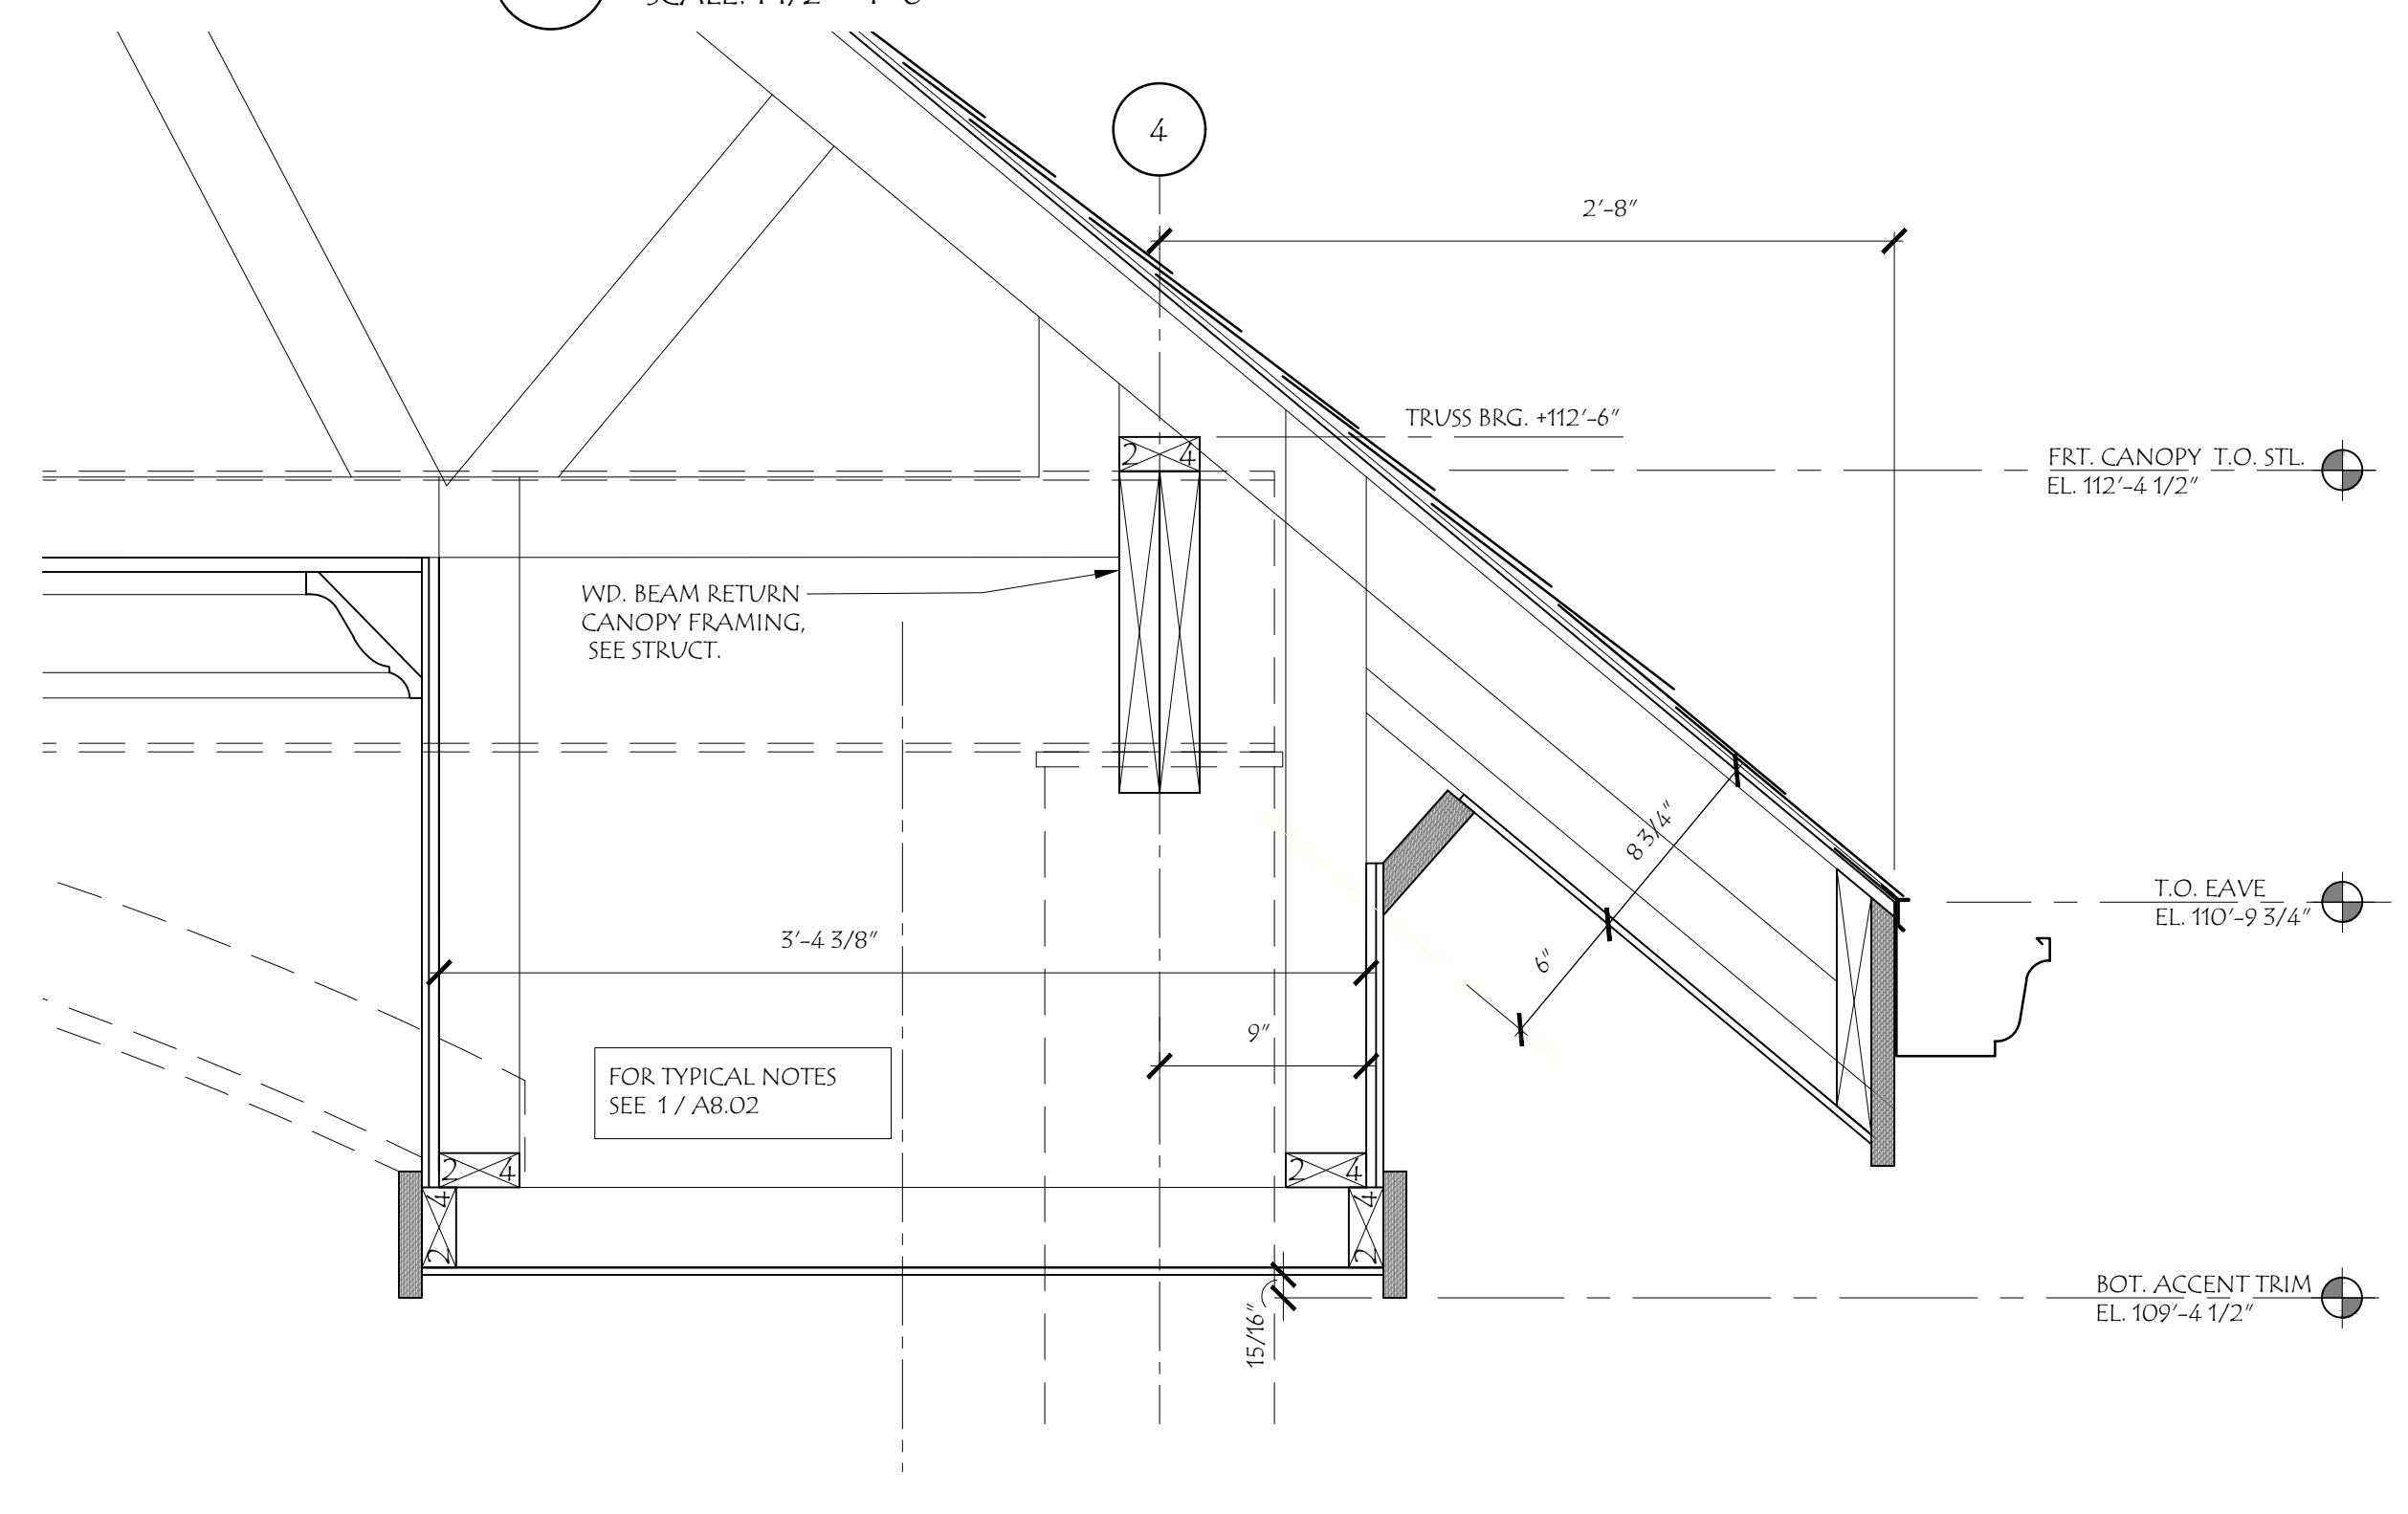 4
2'-8"
TRUSS BRG. +112'-6"
FRT. CANOPY T.O. STL.
EL. 112'-4 1/2"
2 4
WD. BEAM RETURN
CANOPY FRAMING,
SEE STRUCT.
8 3/4"
T.O. EAVE
EL. 110'-9 3/4"
3'-4 3/8"
6"
9"
FOR TYPICAL NOTES
SEE 1 / A8.02
2 4
2 4
2 4
2 4
BOT. ACCENT TRIM
EL. 109'-4 1/2"
15/16"